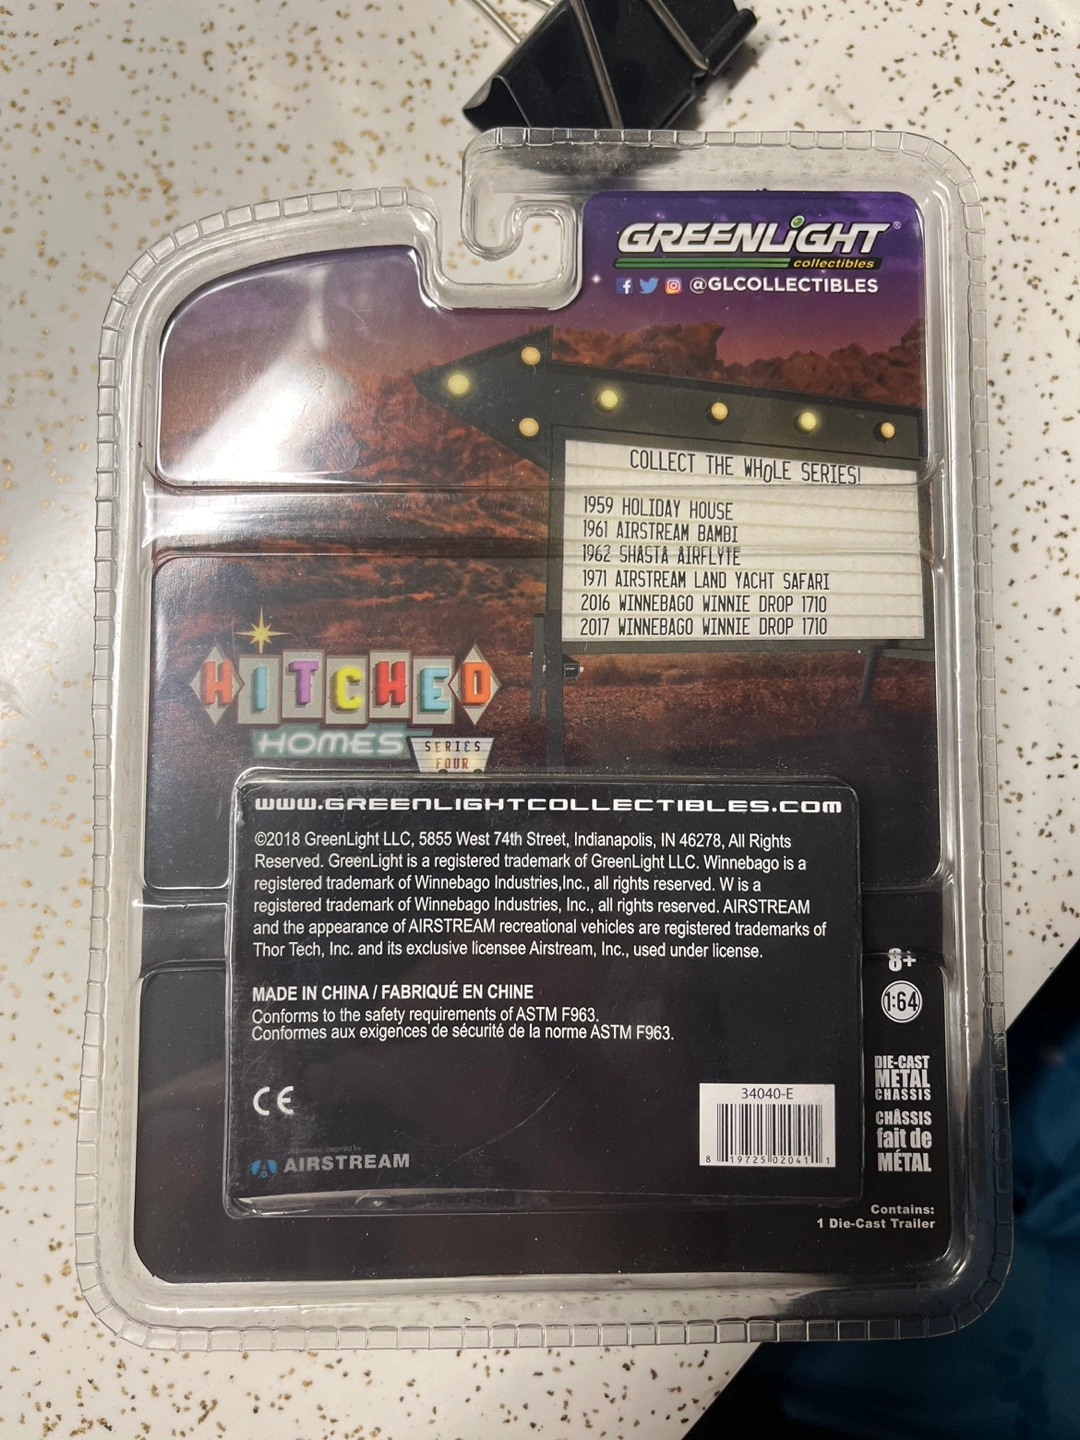 GREENLiGHT®
collectibles
@GLCOLLECTIBLES
COLLECT THE WHOLE SERIES!
1959 HOLIDAY HOUSE
1961 AIRSTREAM BAMBI
1962 SHASTA AIRFLYTE
1971 AIRSTREAM LAND YACHT SAFARI
2016 WINNEBAGO WINNIE DROP 1710
2017 WINNEBAGO WINNIE DROP 1710
HITCHED
HOMES
SERIES
FOUR
www.GREENLIGHTCOLLECTIBLES.com
©2018 GreenLight LLC, 5855 West 74th Street, Indianapolis, IN 46278, All Rights
Reserved. GreenLight is a registered trademark of GreenLight LLC. Winnebago is a
registered trademark of Winnebago Industries,Inc., all rights reserved. W is a
registered trademark of Winnebago Industries, Inc., all rights reserved. AIRSTREAM
and the appearance of AIRSTREAM recreational vehicles are registered trademarks of
Thor Tech, Inc. and its exclusive licensee Airstream, Inc., used under license.
MADE IN CHINA / FABRIQUÉ EN CHINE
Conforms to the safety requirements of ASTM F963.
Conformes aux exigences de sécurité de la norme ASTM F963.
8+
1:64
DIE-CAST
METAL
CHASSIS
CHÂSSIS
fait de
MÉTAL
CE
34040-E
8 19725 02041 1
inspired by
AIRSTREAM
Contains:
1 Die-Cast Trailer